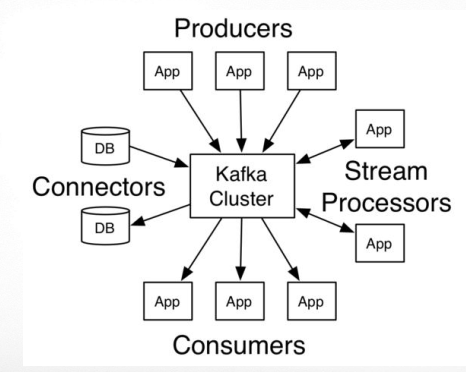 Producers
App
App
App
DB
App
Connectors
Kafka
Cluster
Stream
Processors
DB
App
App
App
App
Consumers